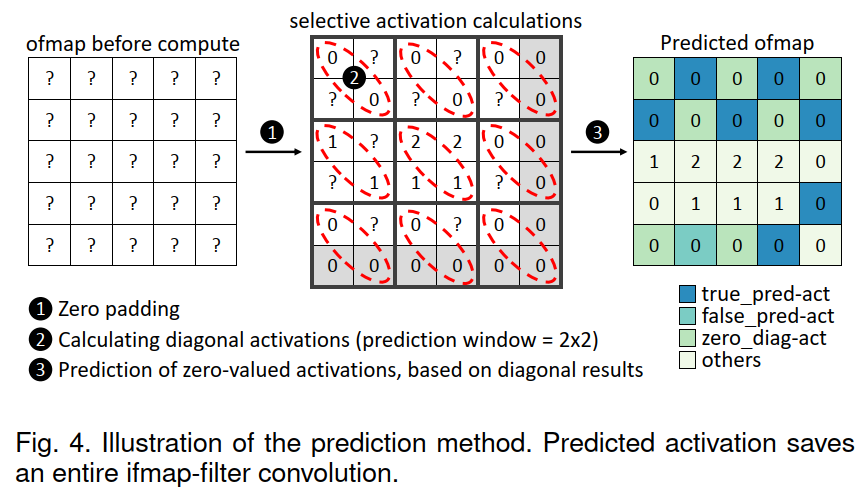 selective activation calculations
ofmap before compute
Predicted ofmap
? ? ? ? ?
? ? ? ? ?
? ? ? ? ?
? ? ? ? ?
? ? ? ? ?
1
0 ? 0 ? 0 0
2
? 0 ? 0 ? 0
1 ? 2 2 0 0
? 1 1 1 ? 0
0 ? 0 ? 0 0
0 0 0 0 0 0
3
0 0 0 0 0
0 0 0 0 0
1 2 2 2 0
0 1 1 1 0
0 0 0 0 0
true_pred-act
false_pred-act
zero_diag-act
others
1 Zero padding
2 Calculating diagonal activations (prediction window = 2x2)
3 Prediction of zero-valued activations, based on diagonal results
Fig. 4. Illustration of the prediction method. Predicted activation saves
an entire ifmap-filter convolution.